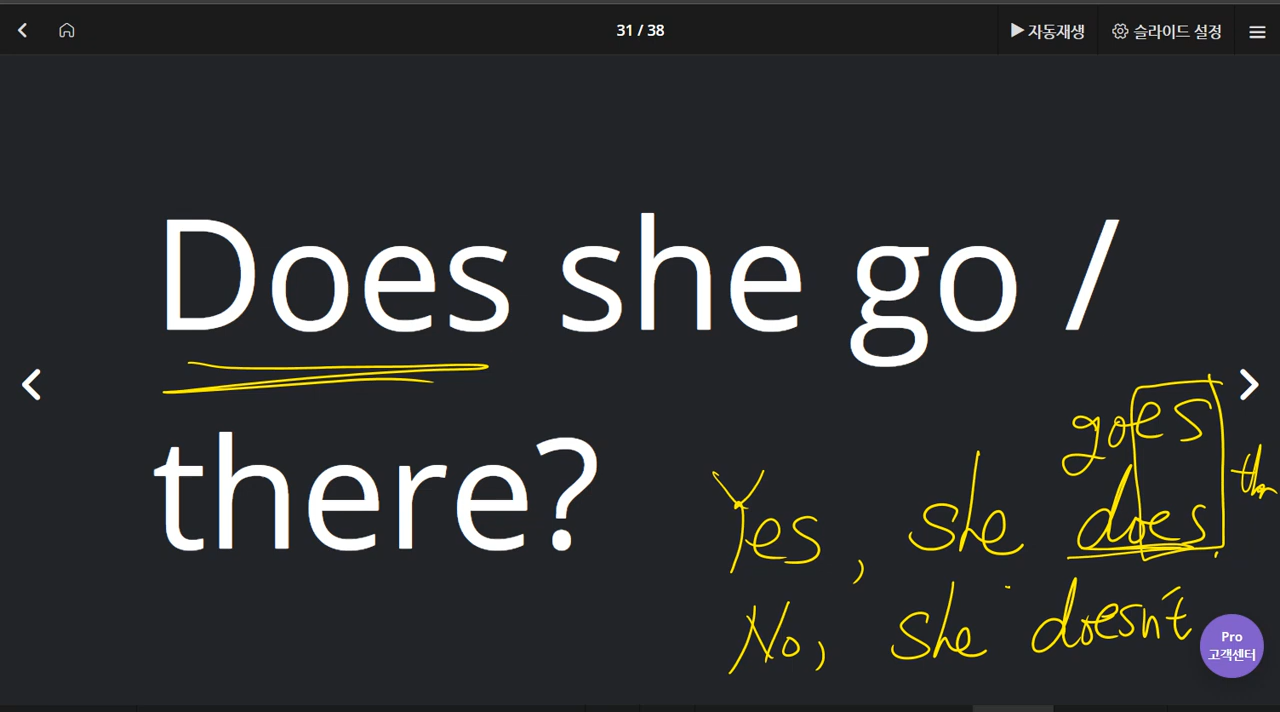 31 / 38
▶ 자동재생
슬라이드 설정
Does she go /
there?
goes
Yes, she does.
No, she doesn't
Pro
고객센터